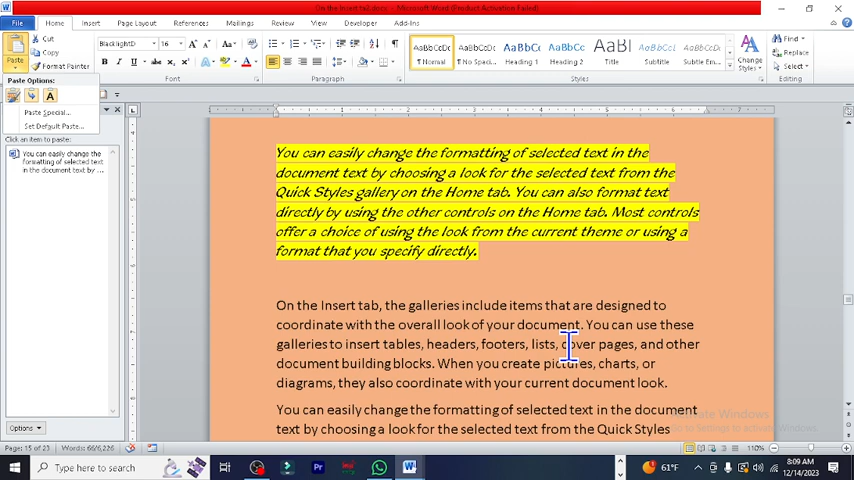 On the Insert ta2.docx - Microsoft Word (Product Activation Failed)
File Home Insert Page Layout References Mailings Review View Developer Add-Ins
Cut
Copy
Format Painter
Paste
BlackletrD 16
AaBbCcDc AaBbCcDc AaBbC AaBbCc AaBI AaBbCcL AaBbCcDc
¶ Normal ¶ No Spacing Heading 1 Heading 2 Title Subtitle Subtle Em...
Change
Styles
Find
Replace
Select
Font Paragraph Styles Editing
Paste Options:
Paste Special...
Set Default Paste...
Click an item to paste:
You can easily change the
formatting of selected text
in the document text by ...
Options
You can easily change the formatting of selected text in the
document text by choosing a look for the selected text from the
Quick Styles gallery on the Home tab. You can also format text
directly by using the other controls on the Home tab. Most controls
offer a choice of using the look from the current theme or using a
format that you specify directly.
On the Insert tab, the galleries include items that are designed to
coordinate with the overall look of your document. You can use these
galleries to insert tables, headers, footers, lists, cover pages, and other
document building blocks. When you create pictures, charts, or
diagrams, they also coordinate with your current document look.
You can easily change the formatting of selected text in the document
text by choosing a look for the selected text from the Quick Styles
Activate Windows
Go to Settings to activate Windows.
Page: 15 of 23 Words: 66/6,226 110%
Type here to search
61°F
8:09 AM
12/14/2023